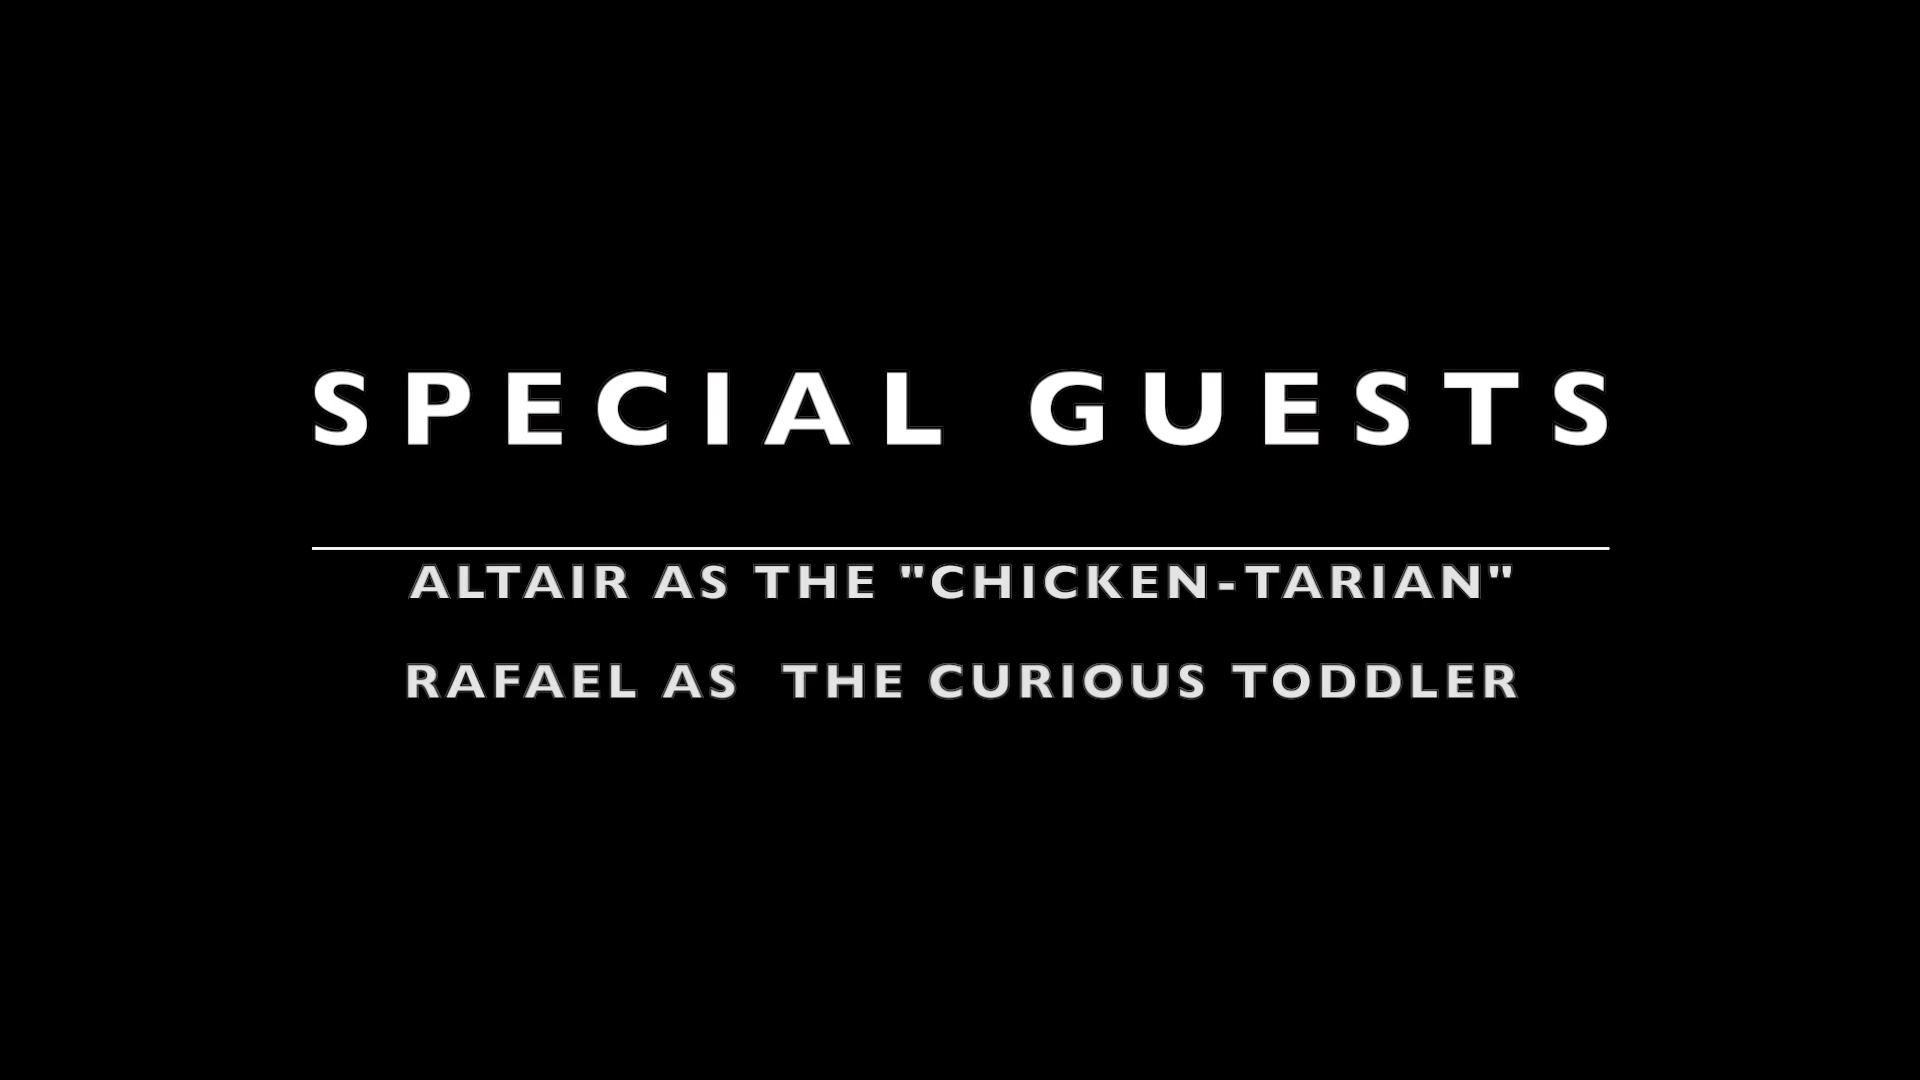 SPECIAL GUESTS
ALTAIR AS THE "CHICKEN-TARIAN"
RAFAEL AS  THE CURIOUS TODDLER